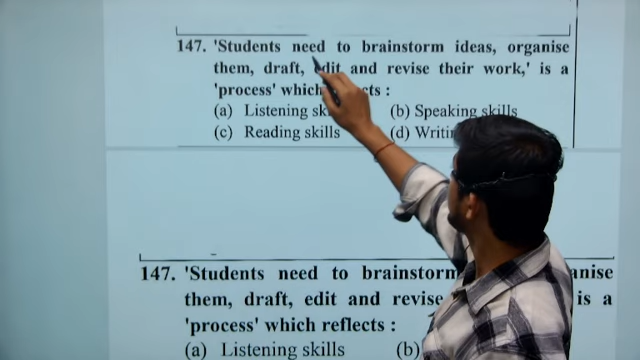 147. 'Students need to brainstorm ideas, organise
them, draft, edit and revise their work,' is a
'process' which reflects :
(a) Listening skills (b) Speaking skills
(c) Reading skills (d)
147. 'Students need to brainstorm
them, draft, edit and revise is a
'process' which reflects :
(a) Listening skills (b)